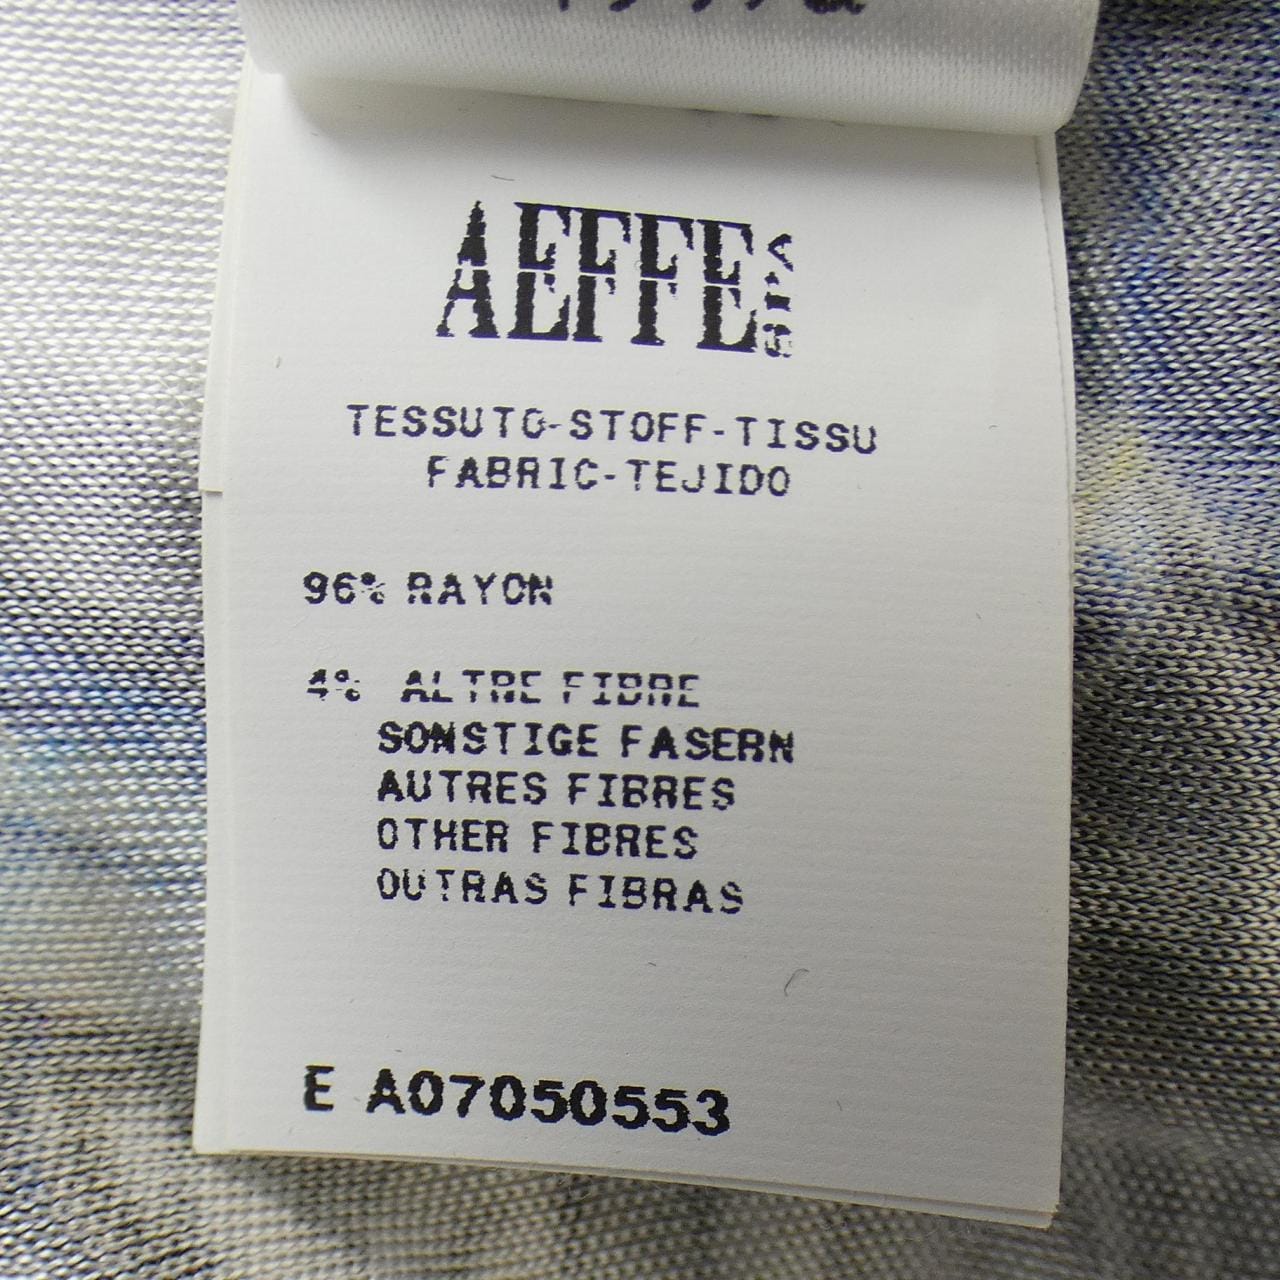 AEFFE
SPA
TESSUTO-STOFF-TISSU
FABRIC-TEJIDO
96% RAYON
4% ALTRE FIBRE
SONSTIGE FASERN
AUTRES FIBRES
OTHER FIBRES
OUTRAS FIBRAS
E A07050553